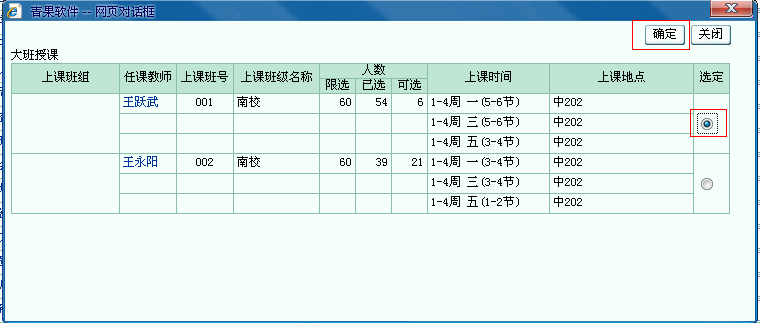 青果软件 -- 网页对话框
确定 关闭
大班授课
上课班组 任课教师 上课班号 上课班级名称 人数 上课时间 上课地点 选定
限选 已选 可选
王跃武 001 南校 60 54 6 1-4周 一(5-6节) 中202
1-4周 三(5-6节) 中202
1-4周 五(3-4节) 中202
王永阳 002 南校 60 39 21 1-4周 一(3-4节) 中202
1-4周 三(3-4节) 中202
1-4周 五(1-2节) 中202